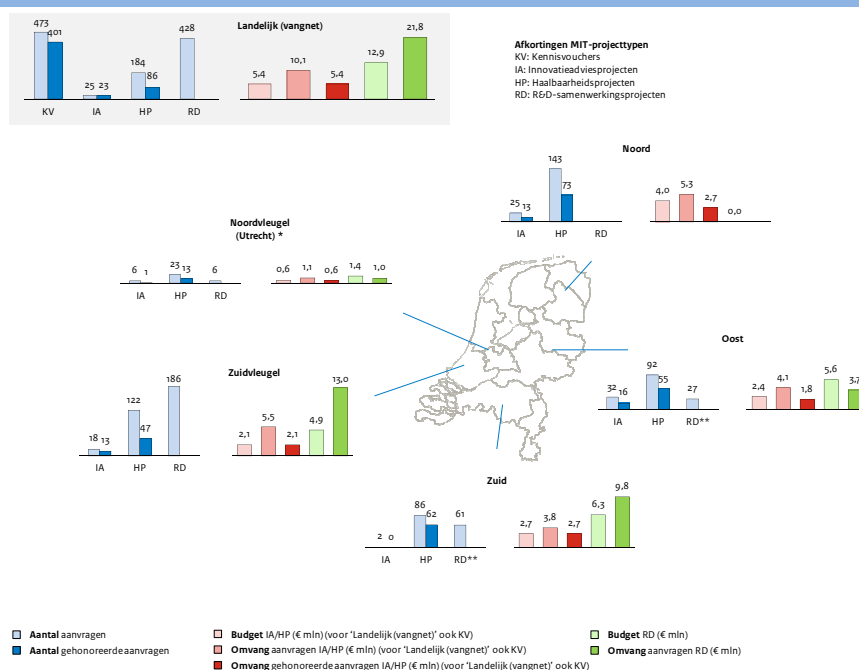 Landelijk (vangnet)
473 401 25 23 184 86 428
KV IA HP RD
5,4 10,1 5,4 12,9 21,8
Afkortingen MIT-projecttypen
KV: Kennisvouchers
IA: Innovatieadviesprojecten
HP: Haalbaarheidsprojecten
RD: R&D-samenwerkingsprojecten
Noord
25 13 143 73
IA HP RD
4,0 5,3 2,7 0,0
Noordvleugel
(Utrecht) *
6 1 23 13 6
IA HP RD
0,6 1,1 0,6 1,4 1,0
Oost
32 16 92 55 27
IA HP RD**
2,4 4,1 1,8 5,6 3,7
Zuidvleugel
18 13 122 47 186
IA HP RD
2,1 5,5 2,1 4,9 13,0
Zuid
2 0 86 62 61
IA HP RD**
2,7 3,8 2,7 6,3 9,8
Aantal aanvragen
Aantal gehonoreerde aanvragen
Budget IA/HP (€ mln) (voor ‘Landelijk (vangnet)’ ook KV)
Omvang aanvragen IA/HP (€ mln) (voor ‘Landelijk (vangnet)’ ook KV)
Omvang gehonoreerde aanvragen IA/HP (€ mln) (voor ‘Landelijk (vangnet)’ ook KV)
Budget RD (€ mln)
Omvang aanvragen RD (€ mln)